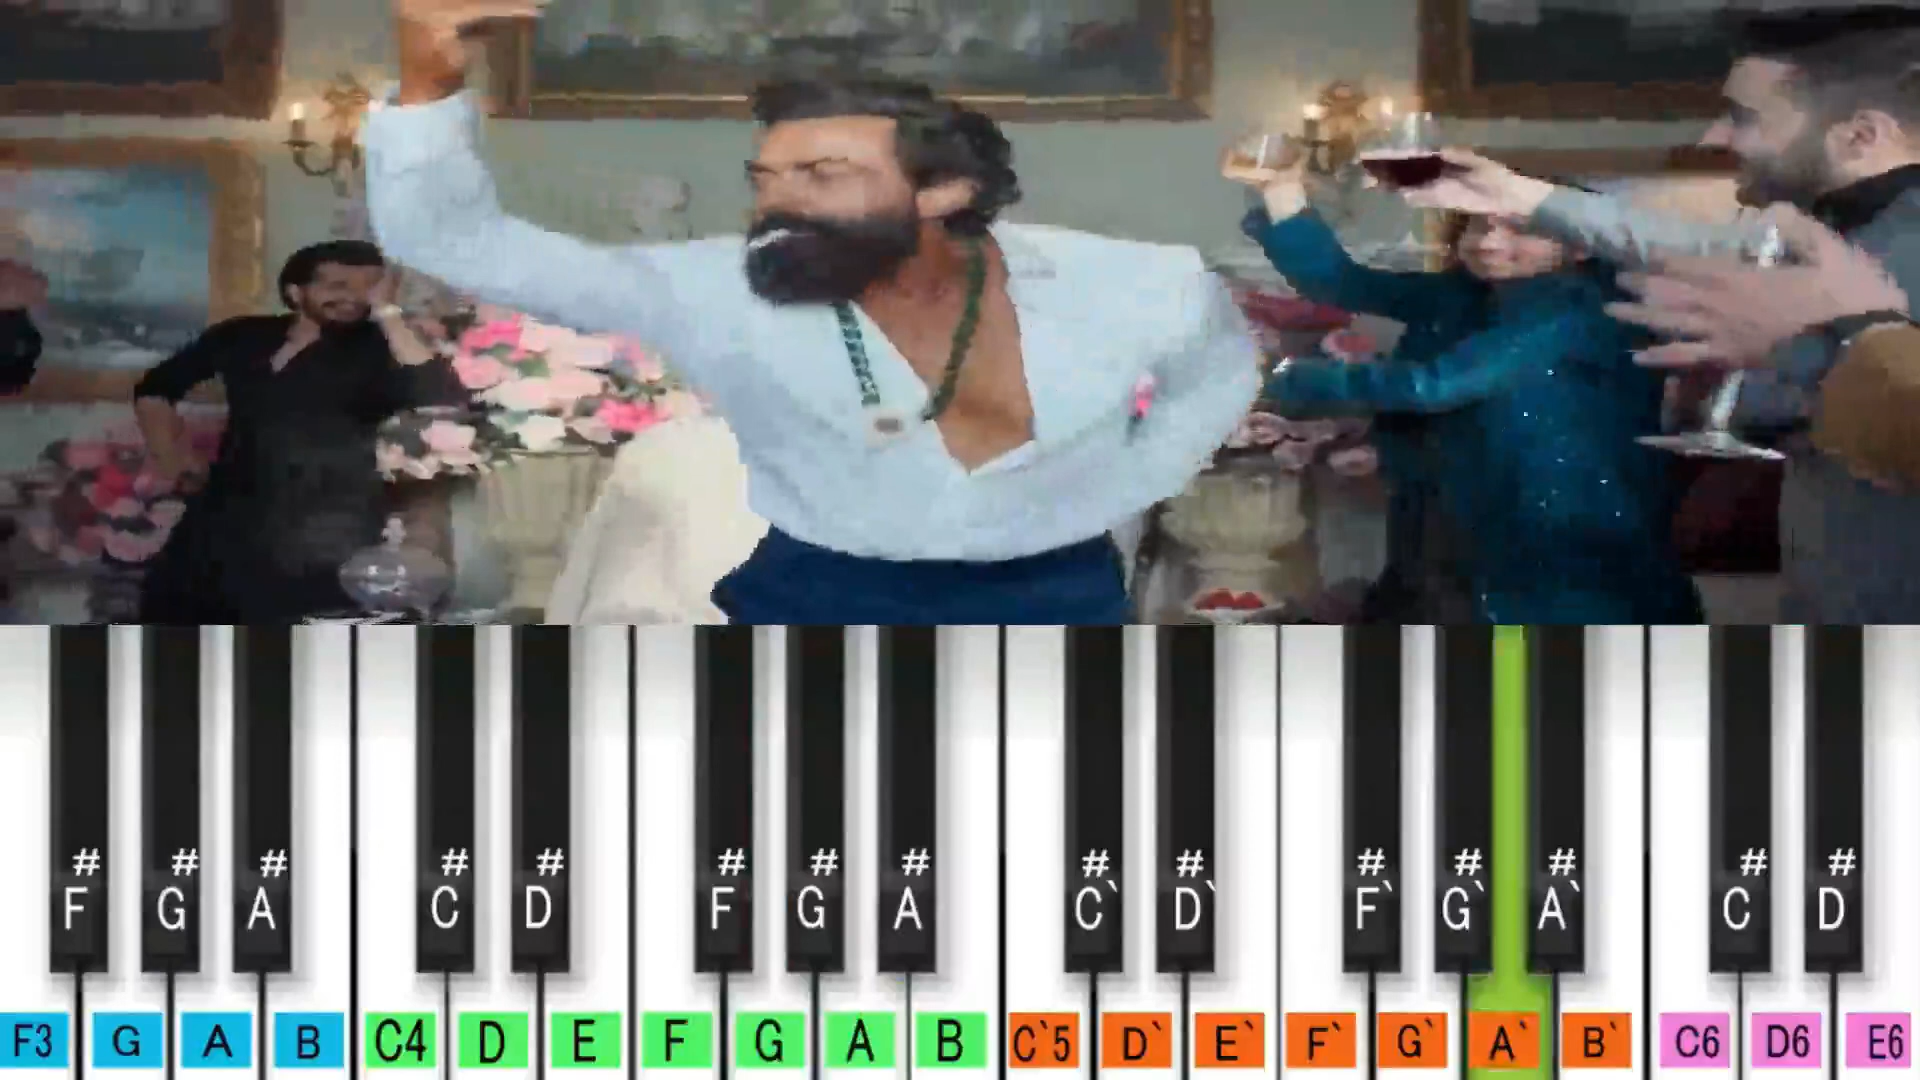 # # # # # # # # # # # # #
F G A C D F G A C` D` F` G` A` C D
F3 G A B C4 D E F G A B C`5 D` E` F` G` A` B` C6 D6 E6